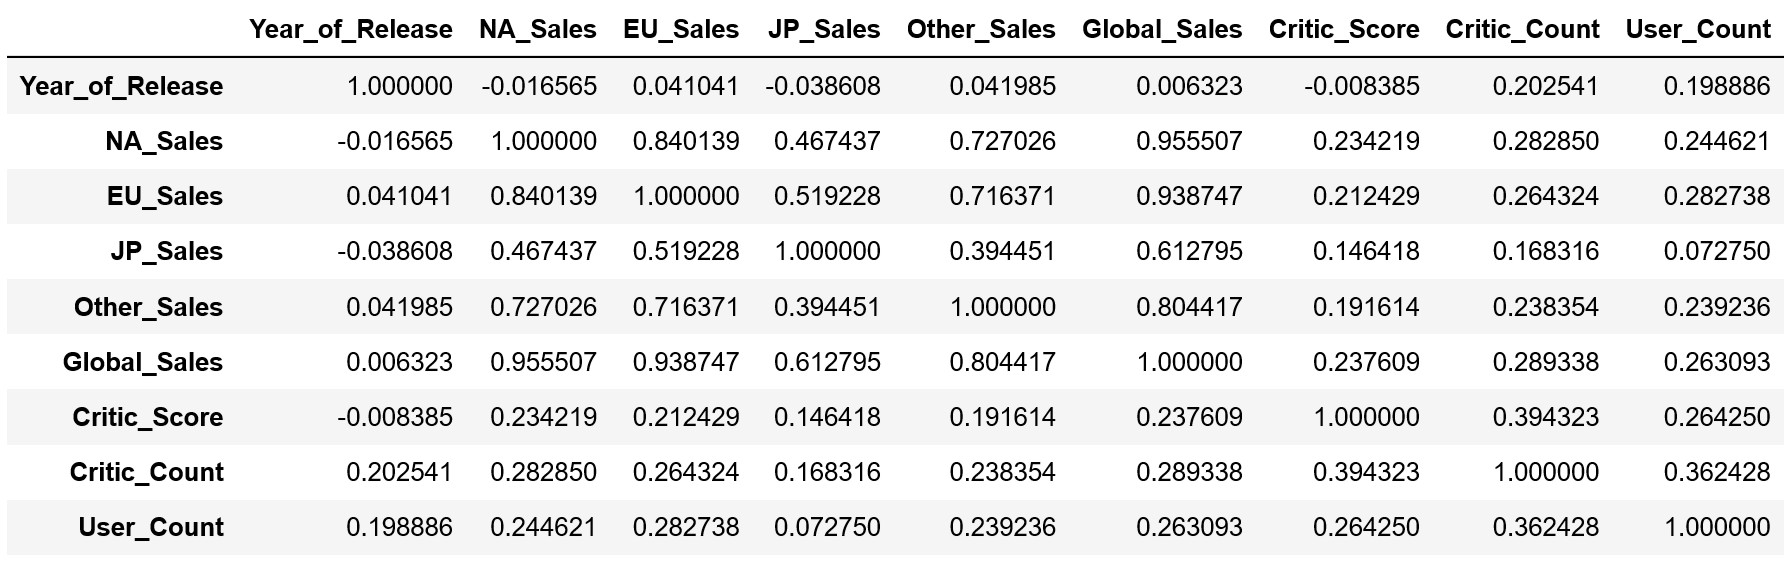 Year_of_Release NA_Sales EU_Sales JP_Sales Other_Sales Global_Sales Critic_Score Critic_Count User_Count
Year_of_Release 1.000000 -0.016565 0.041041 -0.038608 0.041985 0.006323 -0.008385 0.202541 0.198886
NA_Sales -0.016565 1.000000 0.840139 0.467437 0.727026 0.955507 0.234219 0.282850 0.244621
EU_Sales 0.041041 0.840139 1.000000 0.519228 0.716371 0.938747 0.212429 0.264324 0.282738
JP_Sales -0.038608 0.467437 0.519228 1.000000 0.394451 0.612795 0.146418 0.168316 0.072750
Other_Sales 0.041985 0.727026 0.716371 0.394451 1.000000 0.804417 0.191614 0.238354 0.239236
Global_Sales 0.006323 0.955507 0.938747 0.612795 0.804417 1.000000 0.237609 0.289338 0.263093
Critic_Score -0.008385 0.234219 0.212429 0.146418 0.191614 0.237609 1.000000 0.394323 0.264250
Critic_Count 0.202541 0.282850 0.264324 0.168316 0.238354 0.289338 0.394323 1.000000 0.362428
User_Count 0.198886 0.244621 0.282738 0.072750 0.239236 0.263093 0.264250 0.362428 1.000000